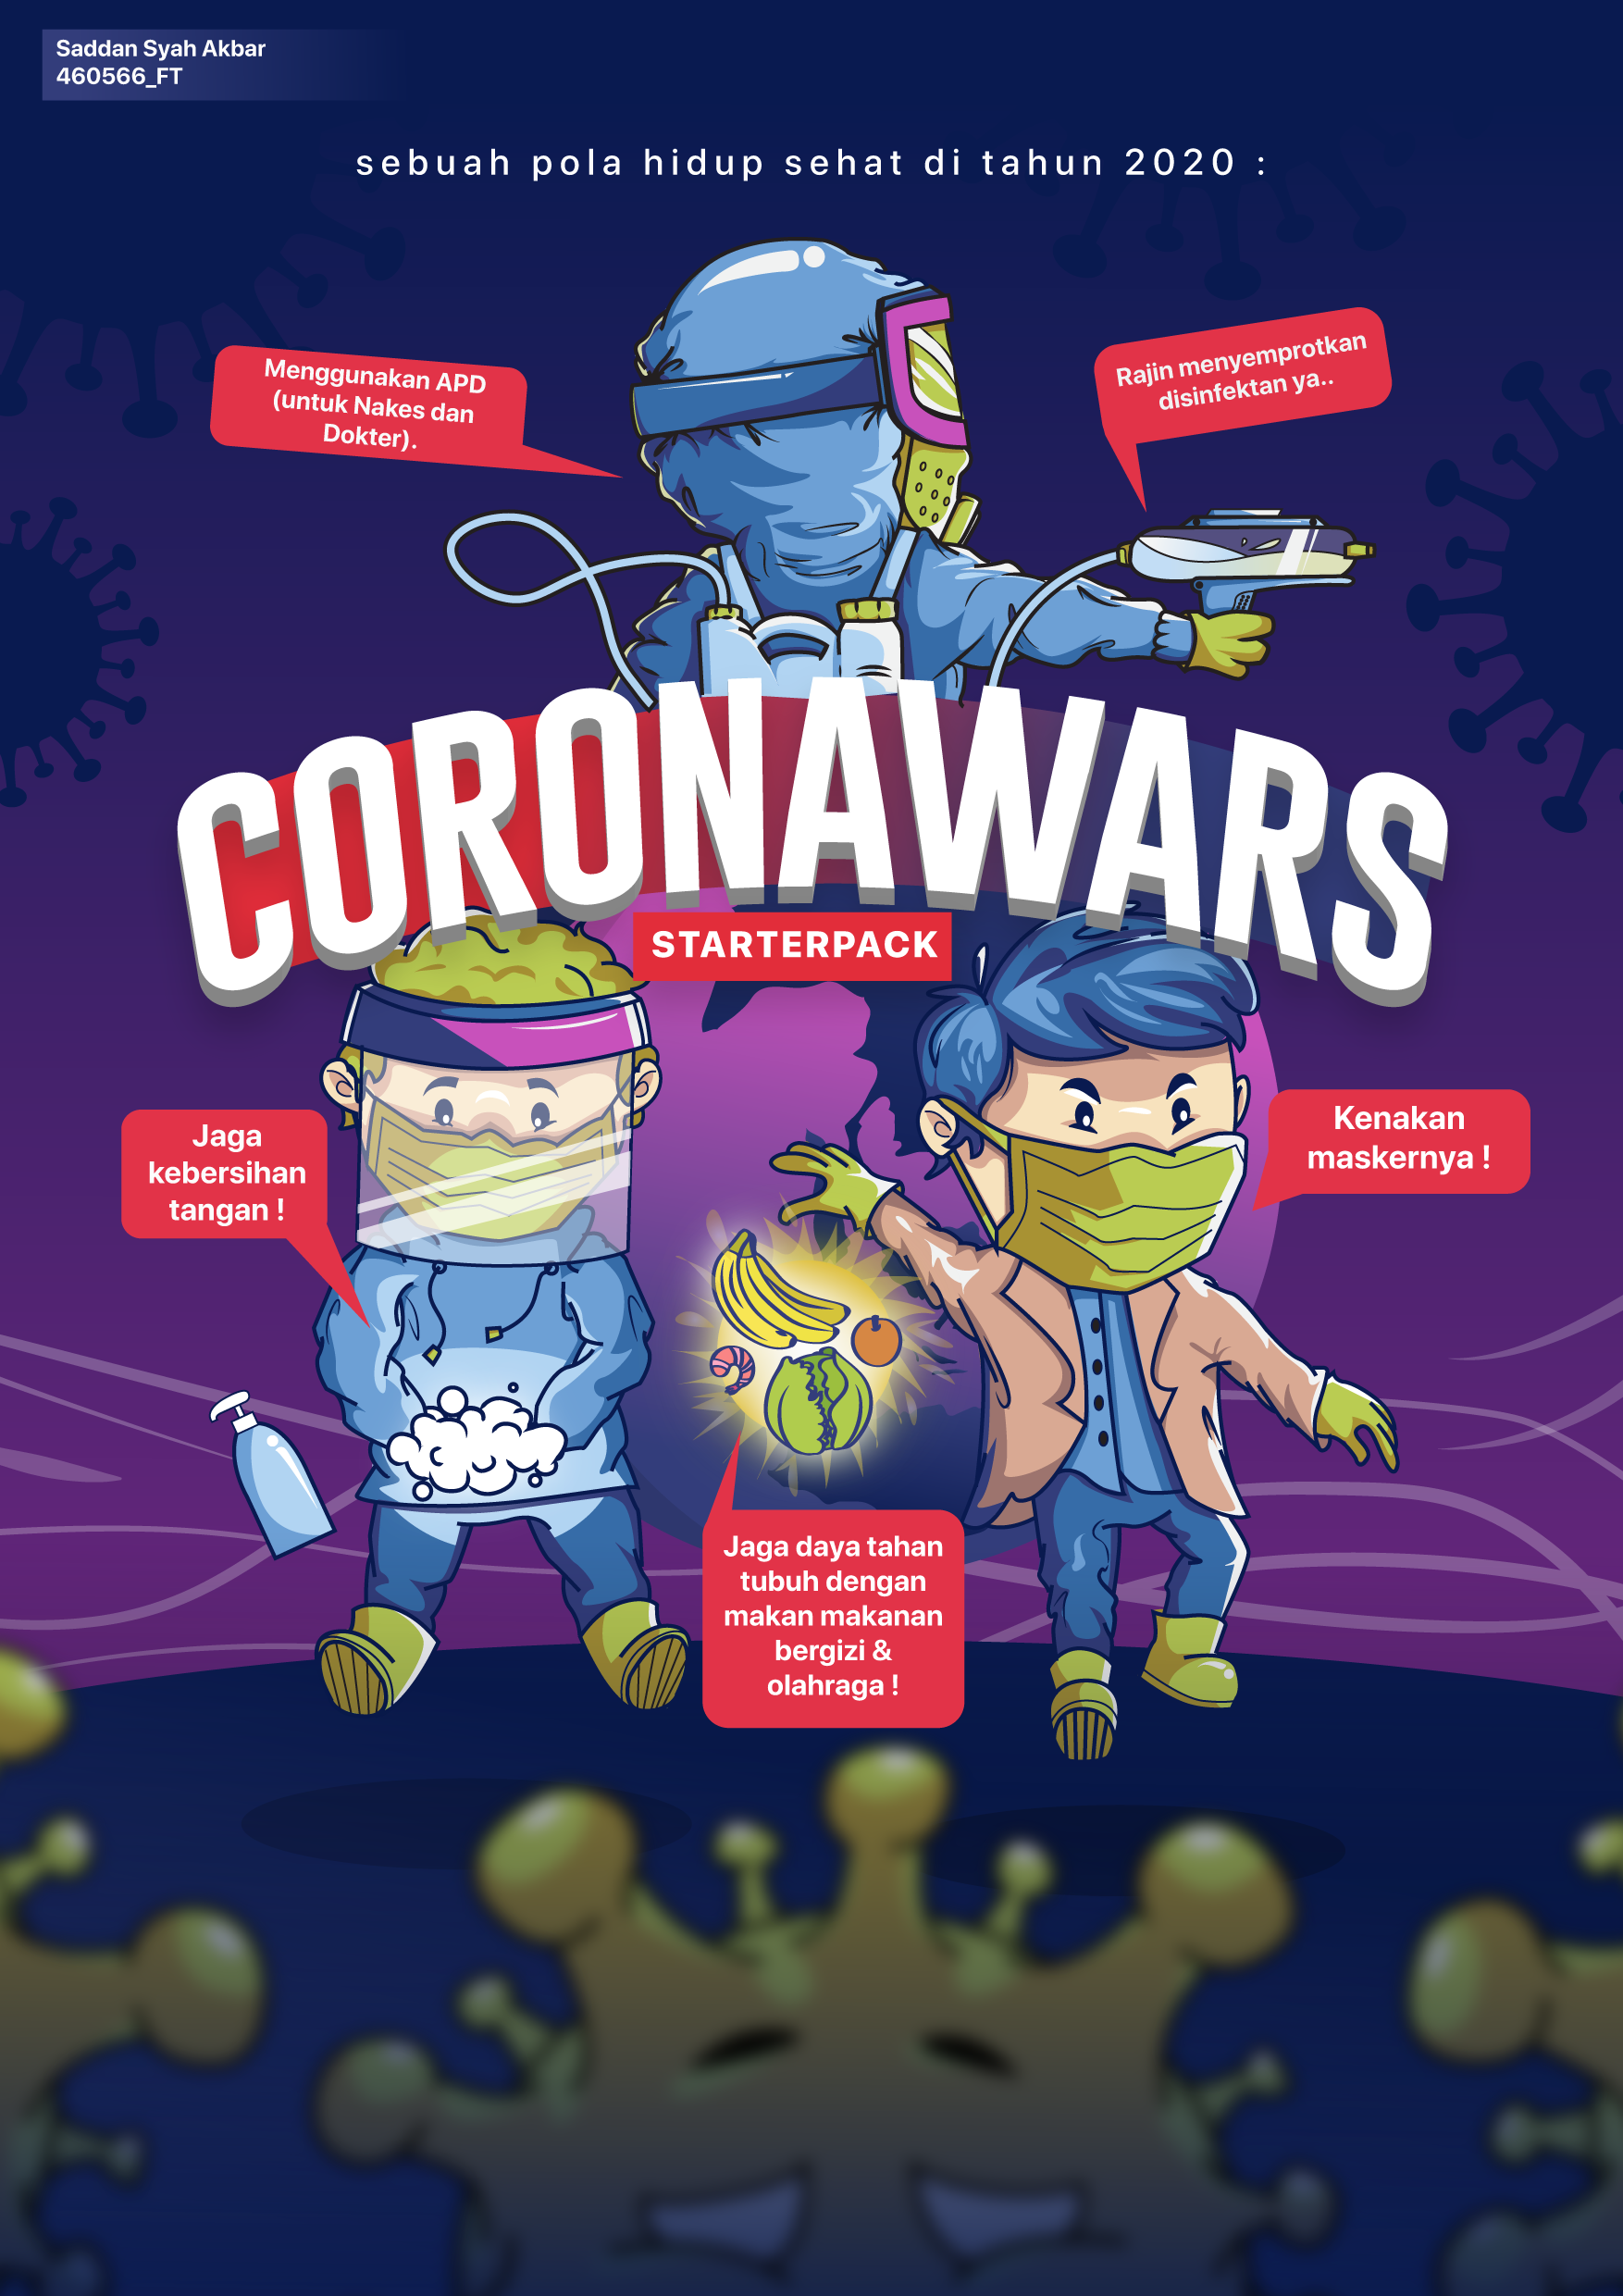 Saddan Syah Akbar
460566_FT
sebuah pola hidup sehat di tahun 2020 :
Menggunakan APD
(untuk Nakes dan
Dokter).
Rajin menyemprotkan
disinfektan ya..
CORONAWARS
STARTERPACK
Jaga
kebersihan
tangan !
Kenakan
maskernya !
Jaga daya tahan
tubuh dengan
makan makanan
bergizi &
olahraga !